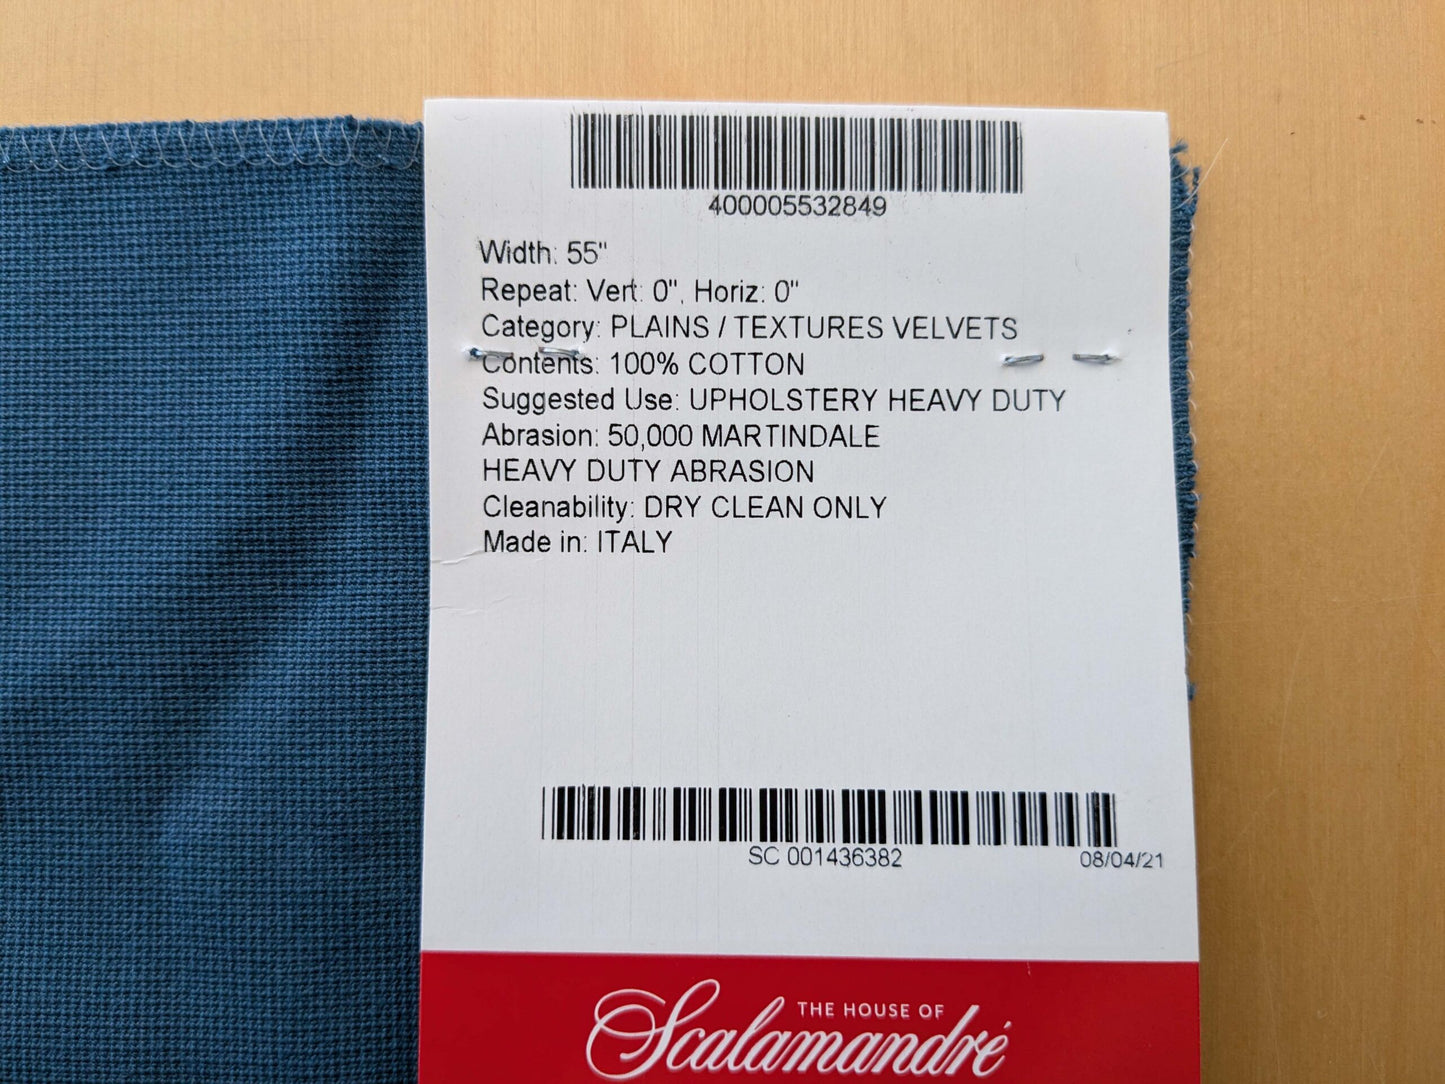 400005532849
Width: 55"
Repeat: Vert: 0", Horiz: 0"
Category: PLAINS / TEXTURES VELVETS
Contents: 100% COTTON
Suggested Use: UPHOLSTERY HEAVY DUTY
Abrasion: 50,000 MARTINDALE
HEAVY DUTY ABRASION
Cleanability: DRY CLEAN ONLY
Made in: ITALY
SC 001436382 08/04/21
THE HOUSE OF
Scalamandré